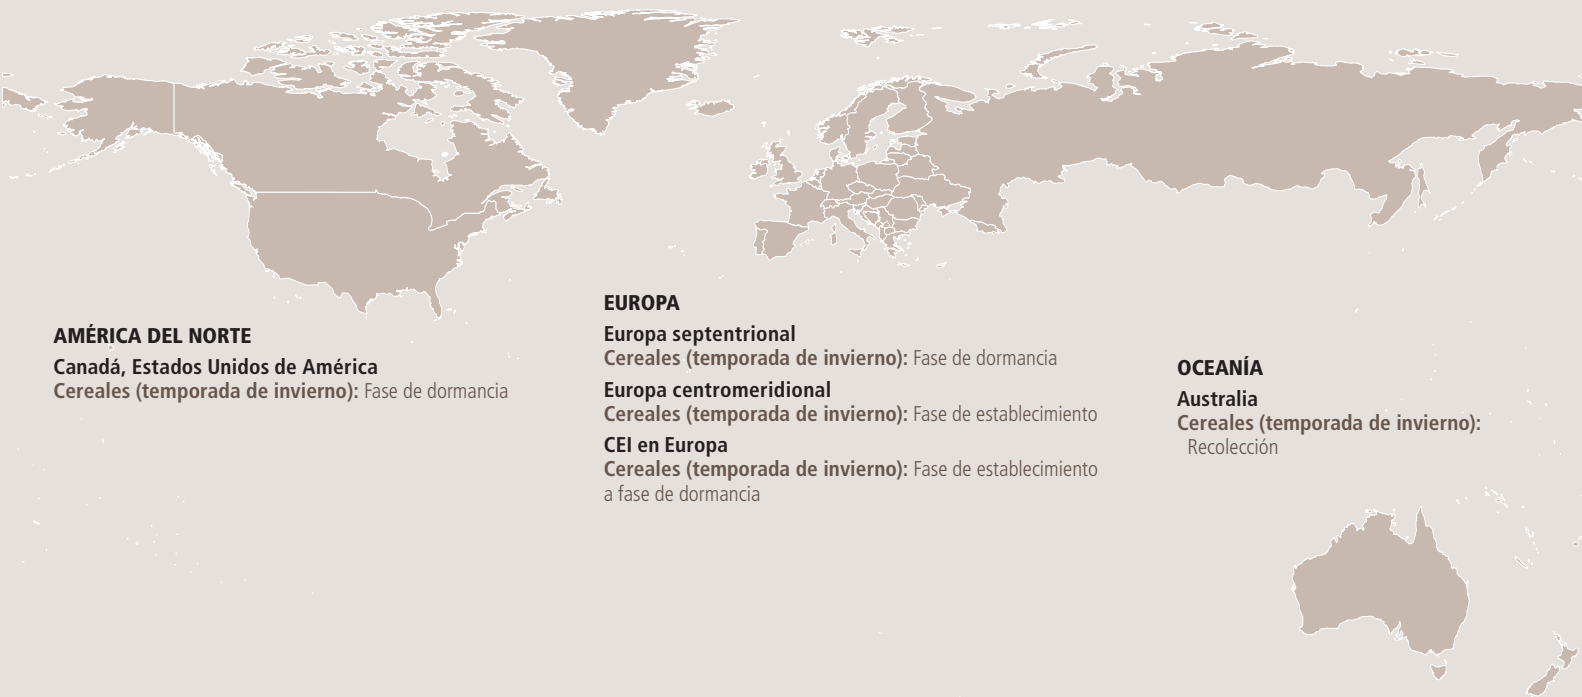 AMÉRICA DEL NORTE
Canadá, Estados Unidos de América
Cereales (temporada de invierno): Fase de dormancia
EUROPA
Europa septentrional
Cereales (temporada de invierno): Fase de dormancia
Europa centromeridional
Cereales (temporada de invierno): Fase de establecimiento
CEI en Europa
Cereales (temporada de invierno): Fase de establecimiento
a fase de dormancia
OCEANÍA
Australia
Cereales (temporada de invierno):
Recolección